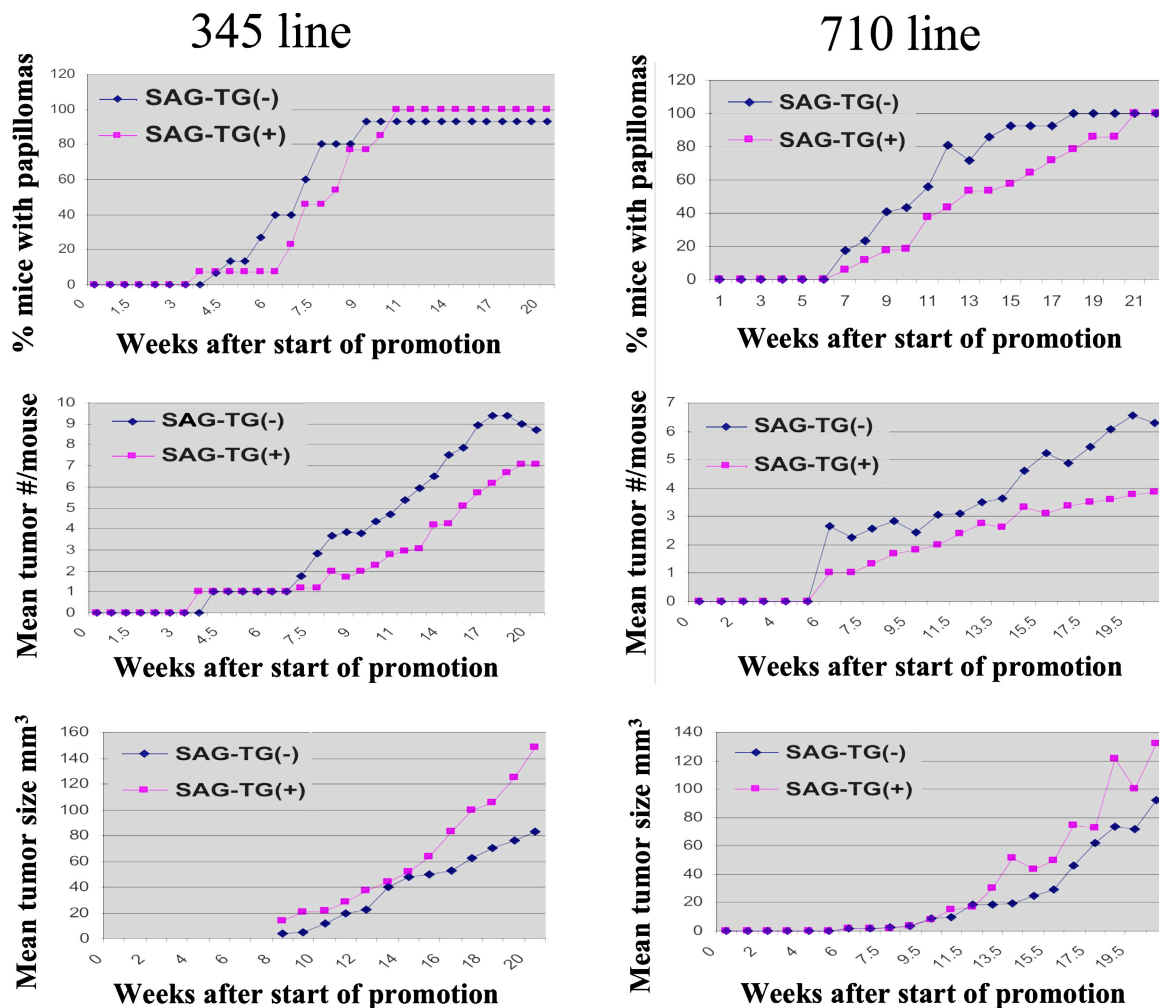 345 line
710 line
% mice with papillomas
120
100
80
60
40
20
0
SAG-TG(-)
SAG-TG(+)
0 1.5 3 4.5 6 7.5 9 11 14 17 20
Weeks after start of promotion
% mice with papillomas
120
100
80
60
40
20
0
SAG-TG(-)
SAG-TG(+)
1 3 5 7 9 11 13 15 17 19 21
Weeks after start of promotion
Mean tumor #/mouse
10
9
8
7
6
5
4
3
2
1
0
SAG-TG(-)
SAG-TG(+)
0 1.5 3 4.5 6 7.5 9 11 14 17 20
Weeks after start of promotion
Mean tumor #/mouse
7
6
5
4
3
2
1
0
SAG-TG(-)
SAG-TG(+)
0 2 4 6 7.5 9.5 11.5 13.5 15.5 17.5 19.5
Weeks after start of promotion
Mean tumor size mm³
160
140
120
100
80
60
40
20
0
SAG-TG(-)
SAG-TG(+)
0 2 4 6 8 10 12 14 16 18 20
Weeks after start of promotion
Mean tumor size mm³
140
120
100
80
60
40
20
0
SAG-TG(-)
SAG-TG(+)
0 2 4 6 7.5 9.5 11.5 13.5 15.5 17.5 19.5
Weeks after start of promotion